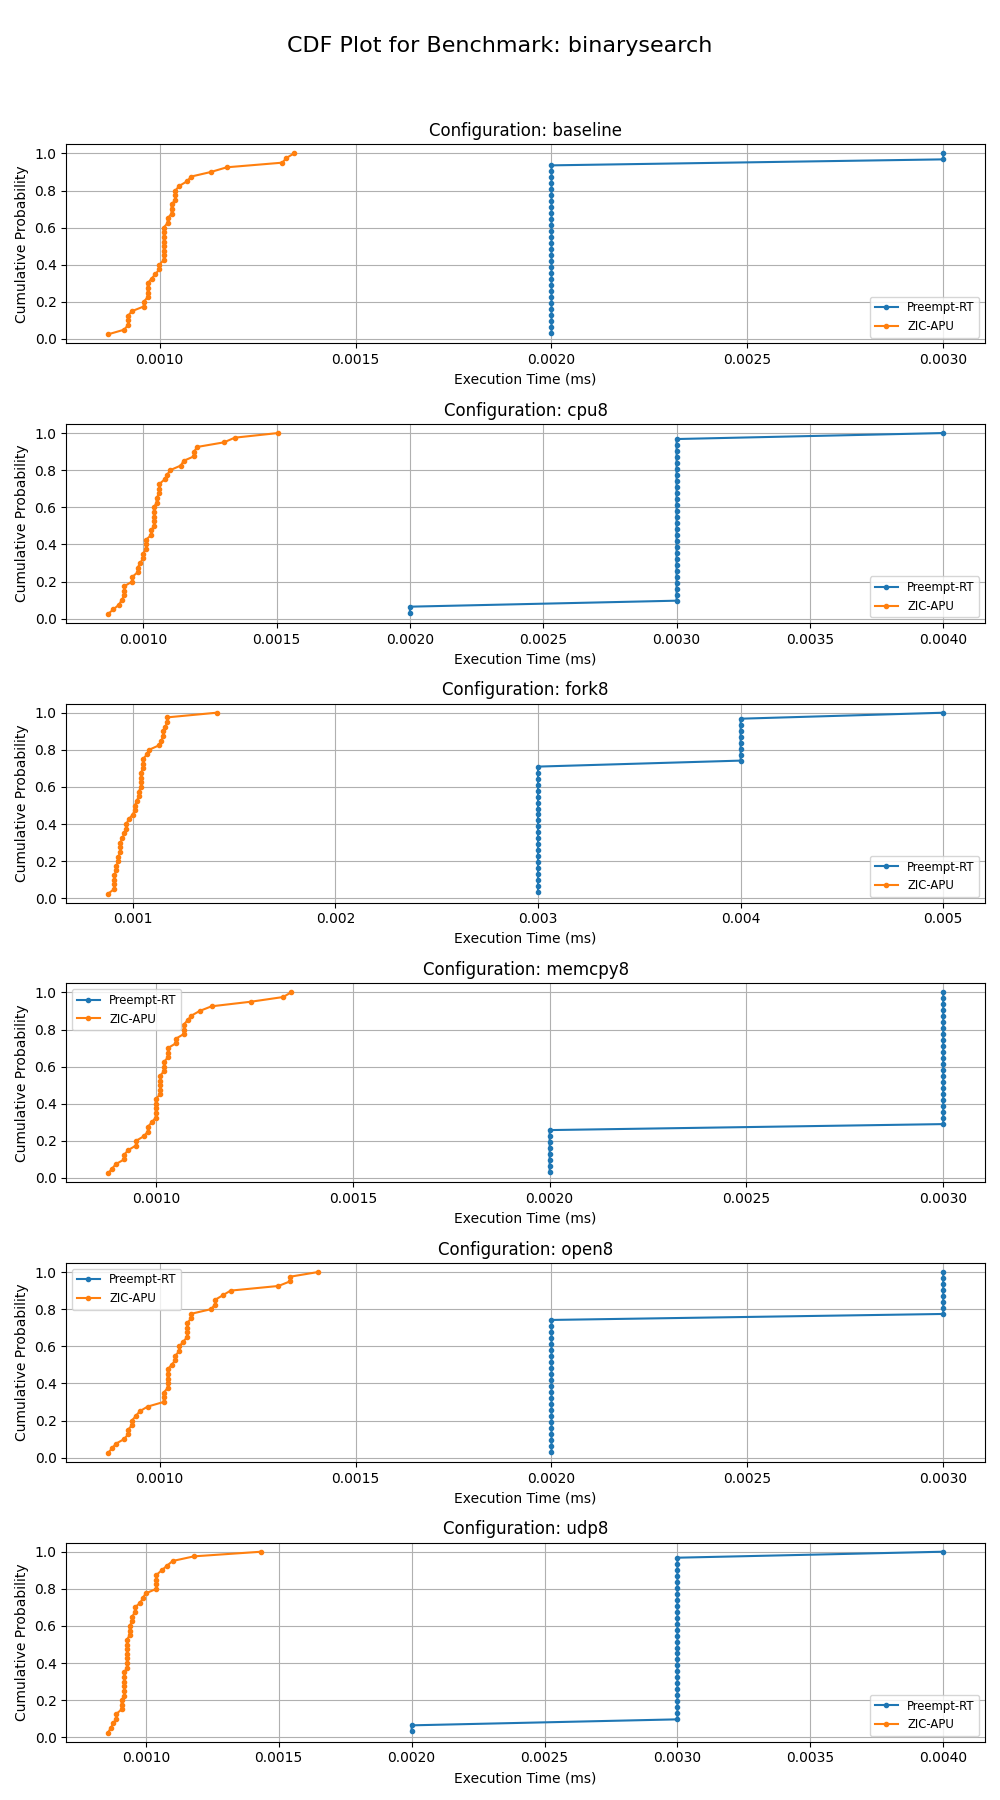 CDF Plot for Benchmark: binarysearch
Configuration: baseline
Cumulative Probability
1.0
0.8
0.6
0.4
0.2
0.0
Preempt-RT
ZIC-APU
0.0010 0.0015 0.0020 0.0025 0.0030
Execution Time (ms)
Configuration: cpu8
Cumulative Probability
1.0
0.8
0.6
0.4
0.2
0.0
Preempt-RT
ZIC-APU
0.0010 0.0015 0.0020 0.0025 0.0030 0.0035 0.0040
Execution Time (ms)
Configuration: fork8
Cumulative Probability
1.0
0.8
0.6
0.4
0.2
0.0
Preempt-RT
ZIC-APU
0.001 0.002 0.003 0.004 0.005
Execution Time (ms)
Configuration: memcpy8
Cumulative Probability
1.0
0.8
0.6
0.4
0.2
0.0
Preempt-RT
ZIC-APU
0.0010 0.0015 0.0020 0.0025 0.0030
Execution Time (ms)
Configuration: open8
Cumulative Probability
1.0
0.8
0.6
0.4
0.2
0.0
Preempt-RT
ZIC-APU
0.0010 0.0015 0.0020 0.0025 0.0030
Execution Time (ms)
Configuration: udp8
Cumulative Probability
1.0
0.8
0.6
0.4
0.2
0.0
Preempt-RT
ZIC-APU
0.0010 0.0015 0.0020 0.0025 0.0030 0.0035 0.0040
Execution Time (ms)